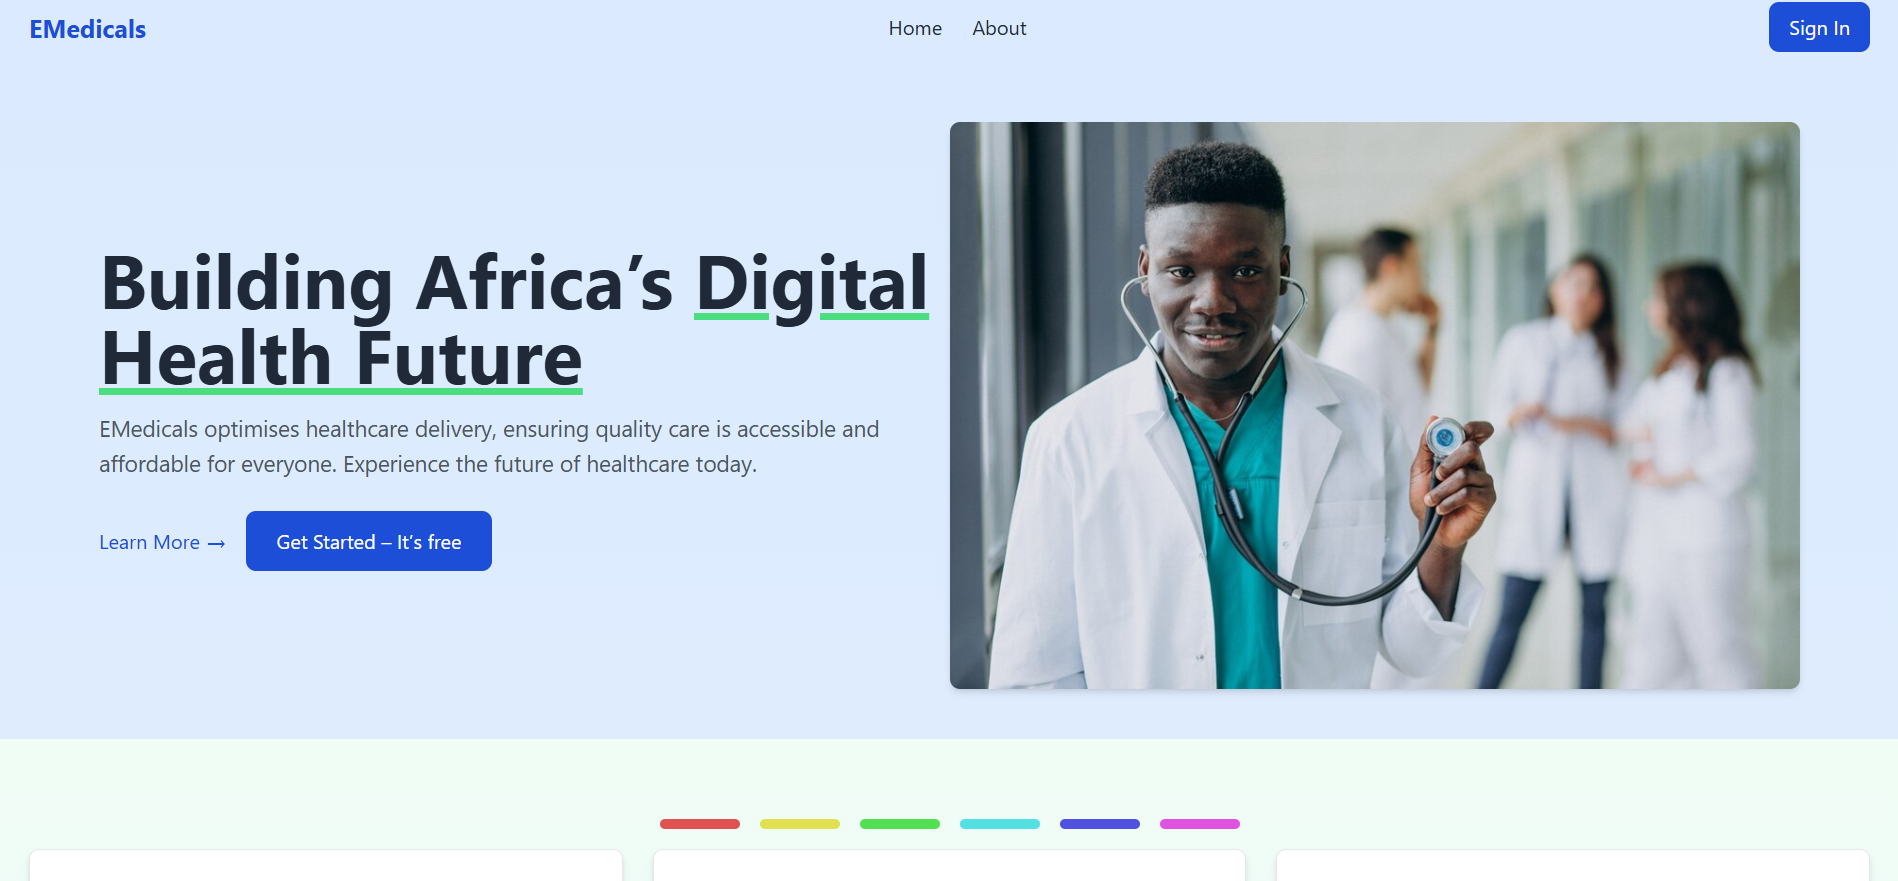 EMedicals
Home
About
Sign In
Building Africa’s Digital
Health Future
EMedicals optimises healthcare delivery, ensuring quality care is accessible and
affordable for everyone. Experience the future of healthcare today.
Learn More →
Get Started – It’s free